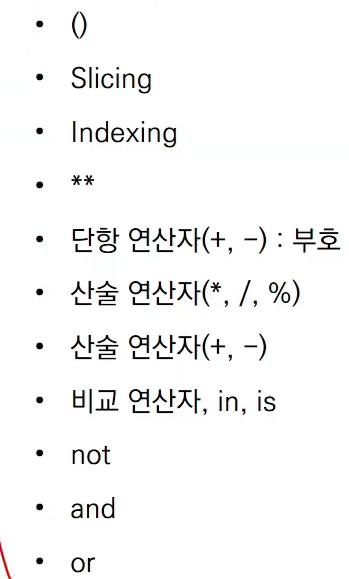 • ()
• Slicing
• Indexing
• **
• 단항 연산자(+, -) : 부호
• 산술 연산자(*, /, %)
• 산술 연산자(+, -)
• 비교 연산자, in, is
• not
• and
• or